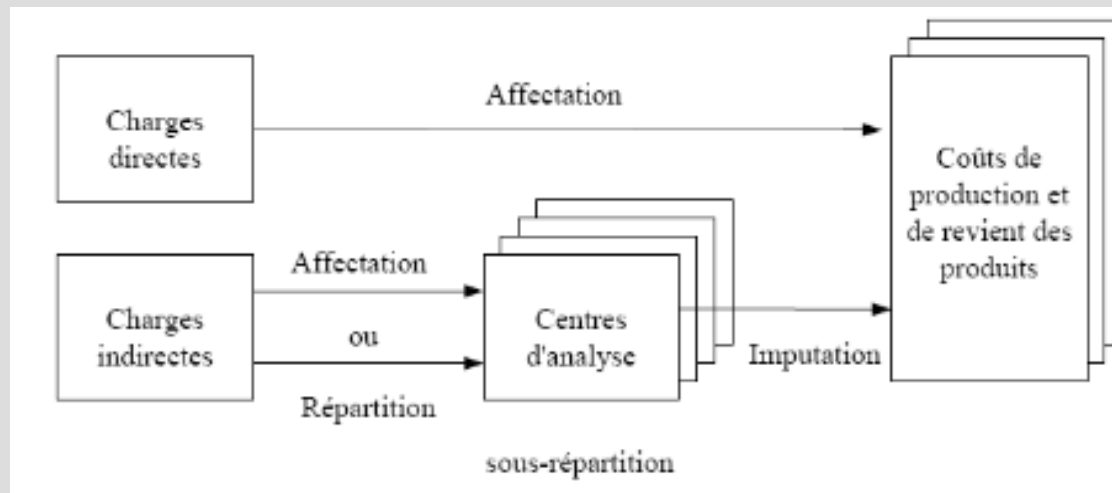 Charges
directes
Affectation
Coûts de
production et
de revient des
produits
Charges
indirectes
Affectation
ou
Répartition
Centres
d'analyse
Imputation
sous-répartition